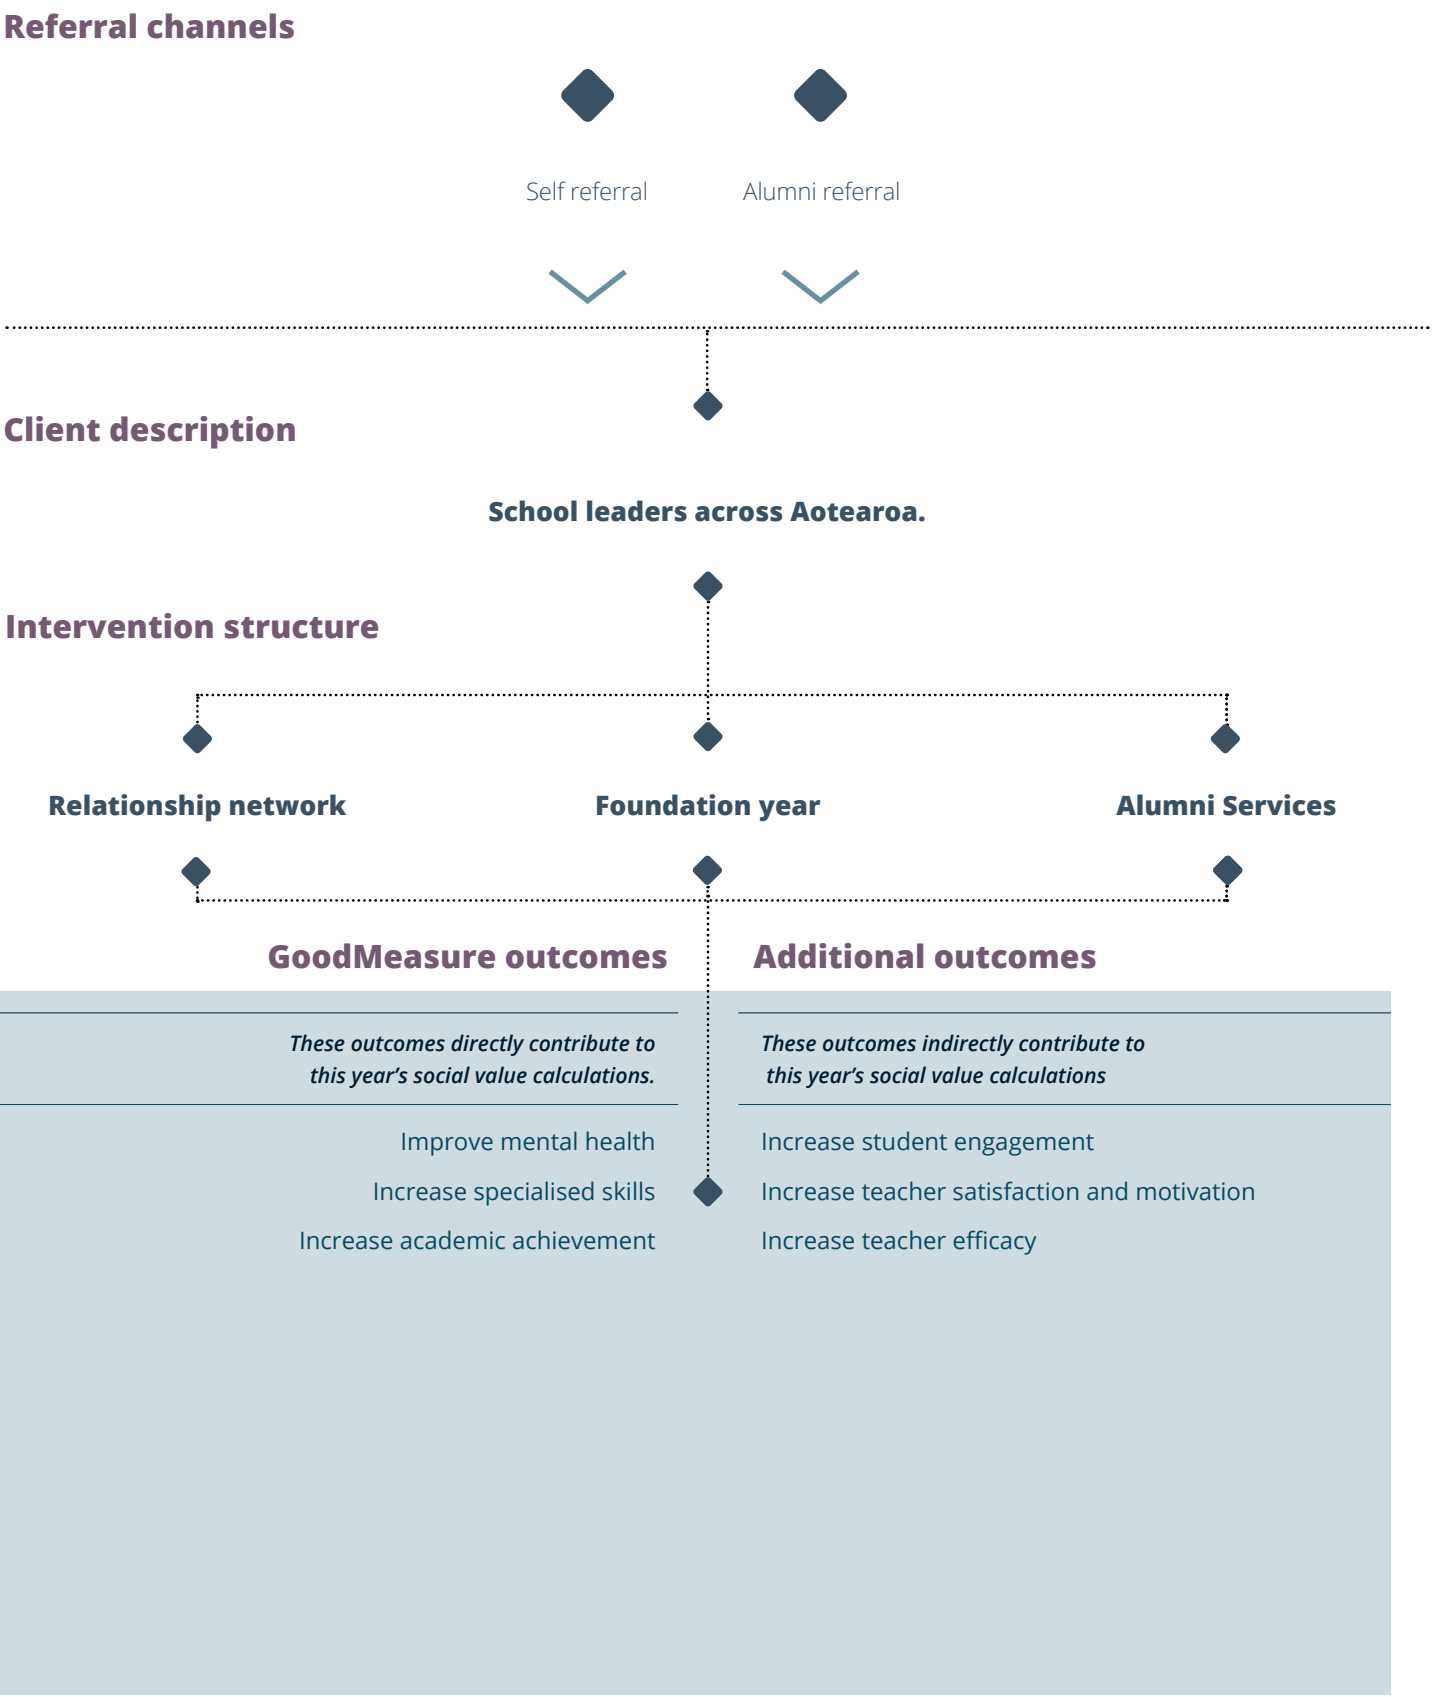 Referral channels
Self referral
Alumni referral
Client description
School leaders across Aotearoa.
Intervention structure
Relationship network
Foundation year
Alumni Services
GoodMeasure outcomes
These outcomes directly contribute to
this year’s social value calculations.
Improve mental health
Increase specialised skills
Increase academic achievement
Additional outcomes
These outcomes indirectly contribute to
this year’s social value calculations
Increase student engagement
Increase teacher satisfaction and motivation
Increase teacher efficacy